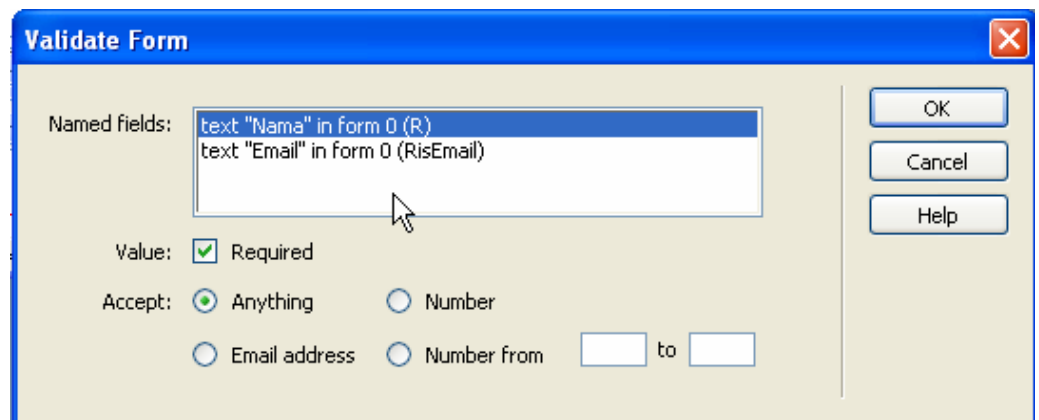 Validate Form
Named fields:
text "Nama" in form 0 (R)
text "Email" in form 0 (RisEmail)
OK
Cancel
Help
Value: Required
Accept: Anything Number
Email address Number from to